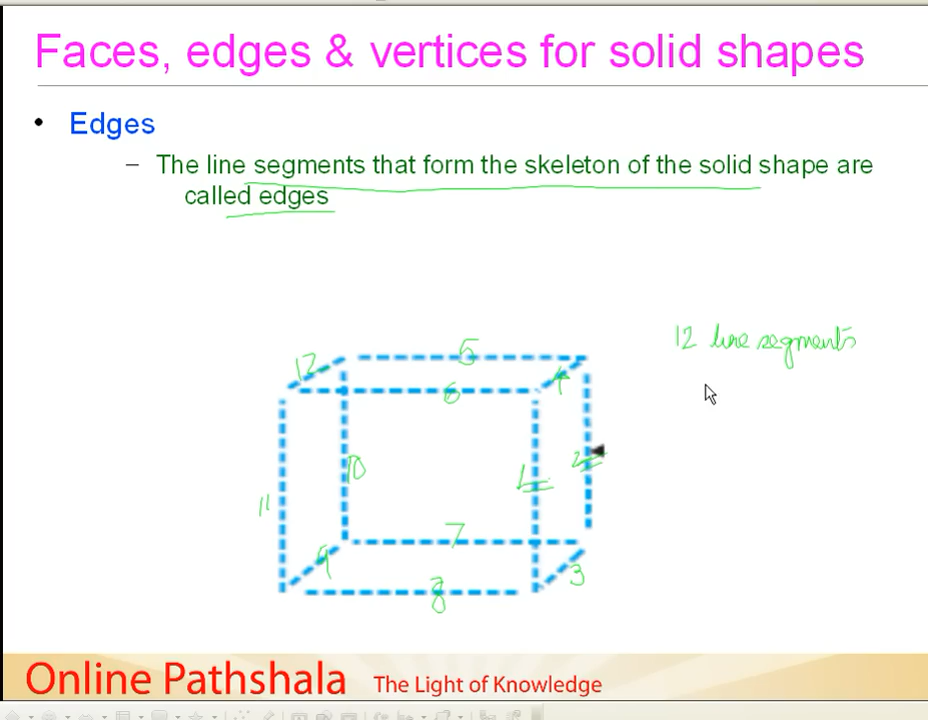 Faces, edges & vertices for solid shapes
• Edges
– The line segments that form the skeleton of the solid shape are
called edges
12 line segments
5
12
4
6
10
2
1
11
7
9
3
8
Online Pathshala The Light of Knowledge